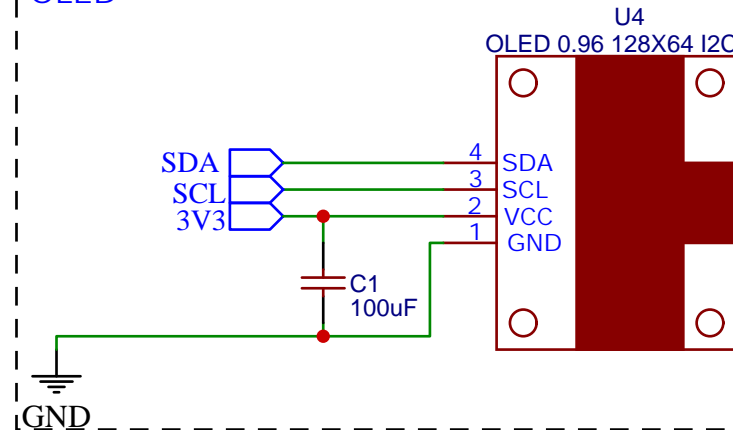 OLED
U4
OLED 0.96 128X64 I2C
SDA 4 SDA
SCL 3 SCL
3V3 2 VCC
1 GND
C1
100uF
GND